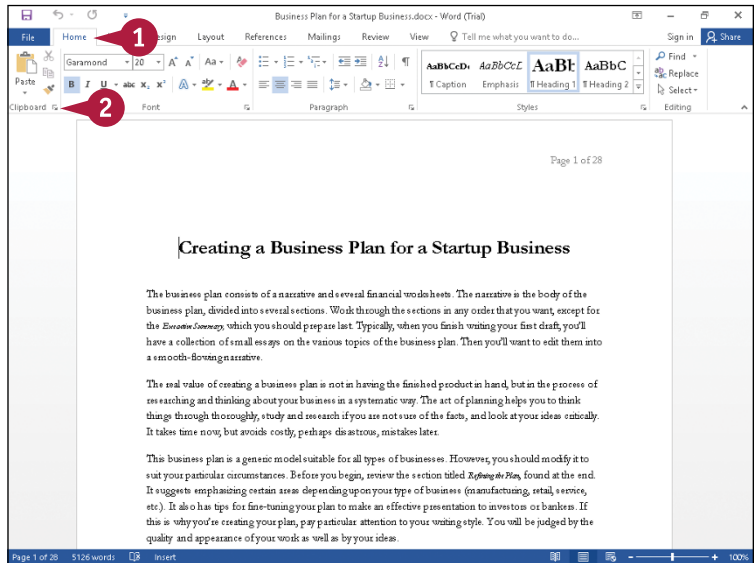 Business Plan for a Startup Business.docx - Word (Trial)
File Home sign Layout References Mailings Review View Tell me what you want to do... Sign in Share
1
Paste
Garamond 20 A A Aa
B I U abc x₂ x² A ab A
¶
AaBbCcDc AaBbCcL AaBb AaBbC
¶ Caption Emphasis ¶ Heading 1 ¶ Heading 2
Find
Replace
Select
Clipboard Font Paragraph Styles Editing
2
Page 1 of 28
Creating a Business Plan for a Startup Business
The business plan consists of a narrative and several financial worksheets. The narrative is the body of the
business plan, divided into several sections. Work through the sections in any order that you want, except for
the Executive Summary, which you should prepare last. Typically, when you finish writing your first draft, you'll
have a collection of small essays on the various topics of the business plan. Then you'll want to edit them into
a smooth-flowing narrative.
The real value of creating a business plan is not in having the finished product in hand, but in the process of
researching and thinking about your business in a systematic way. The act of planning helps you to think
things through thoroughly, study and research if you are not sure of the facts, and look at your ideas critically.
It takes time now, but avoids costly, perhaps disastrous, mistakes later.
This business plan is a generic model suitable for all types of businesses. However, you should modify it to
suit your particular circumstances. Before you begin, review the section titled Refining the Plan, found at the end.
It suggests emphasizing certain areas depending upon your type of business (manufacturing, retail, service,
etc.). It also has tips for fine-tuning your plan to make an effective presentation to investors or bankers. If
this is why you're creating your plan, pay particular attention to your writing style. You will be judged by the
quality and appearance of your work as well as by your ideas.
Page 1 of 28 5126 words Insert 100%